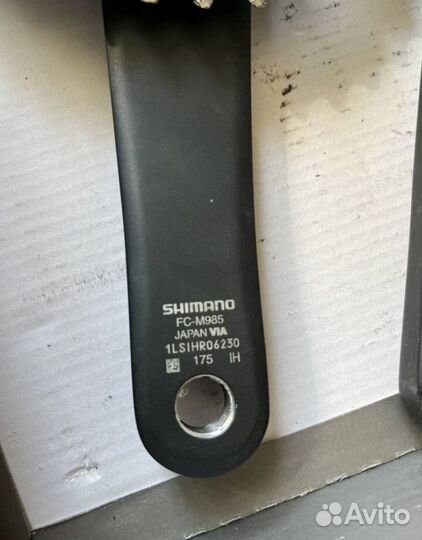 SHIMANO
FC-M985
JAPAN VIA
1LSIHR06230
175 IH
Avito